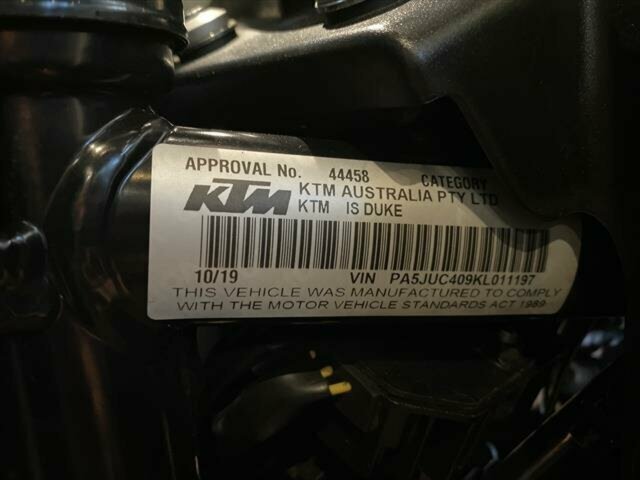 APPROVAL No. 44458 CATEGORY
KTM KTM AUSTRALIA PTY LTD
KTM IS DUKE
10/19 VIN PA5JUC409KL011197
THIS VEHICLE WAS MANUFACTURED TO COMPLY
WITH THE MOTOR VEHICLE STANDARDS ACT 1989